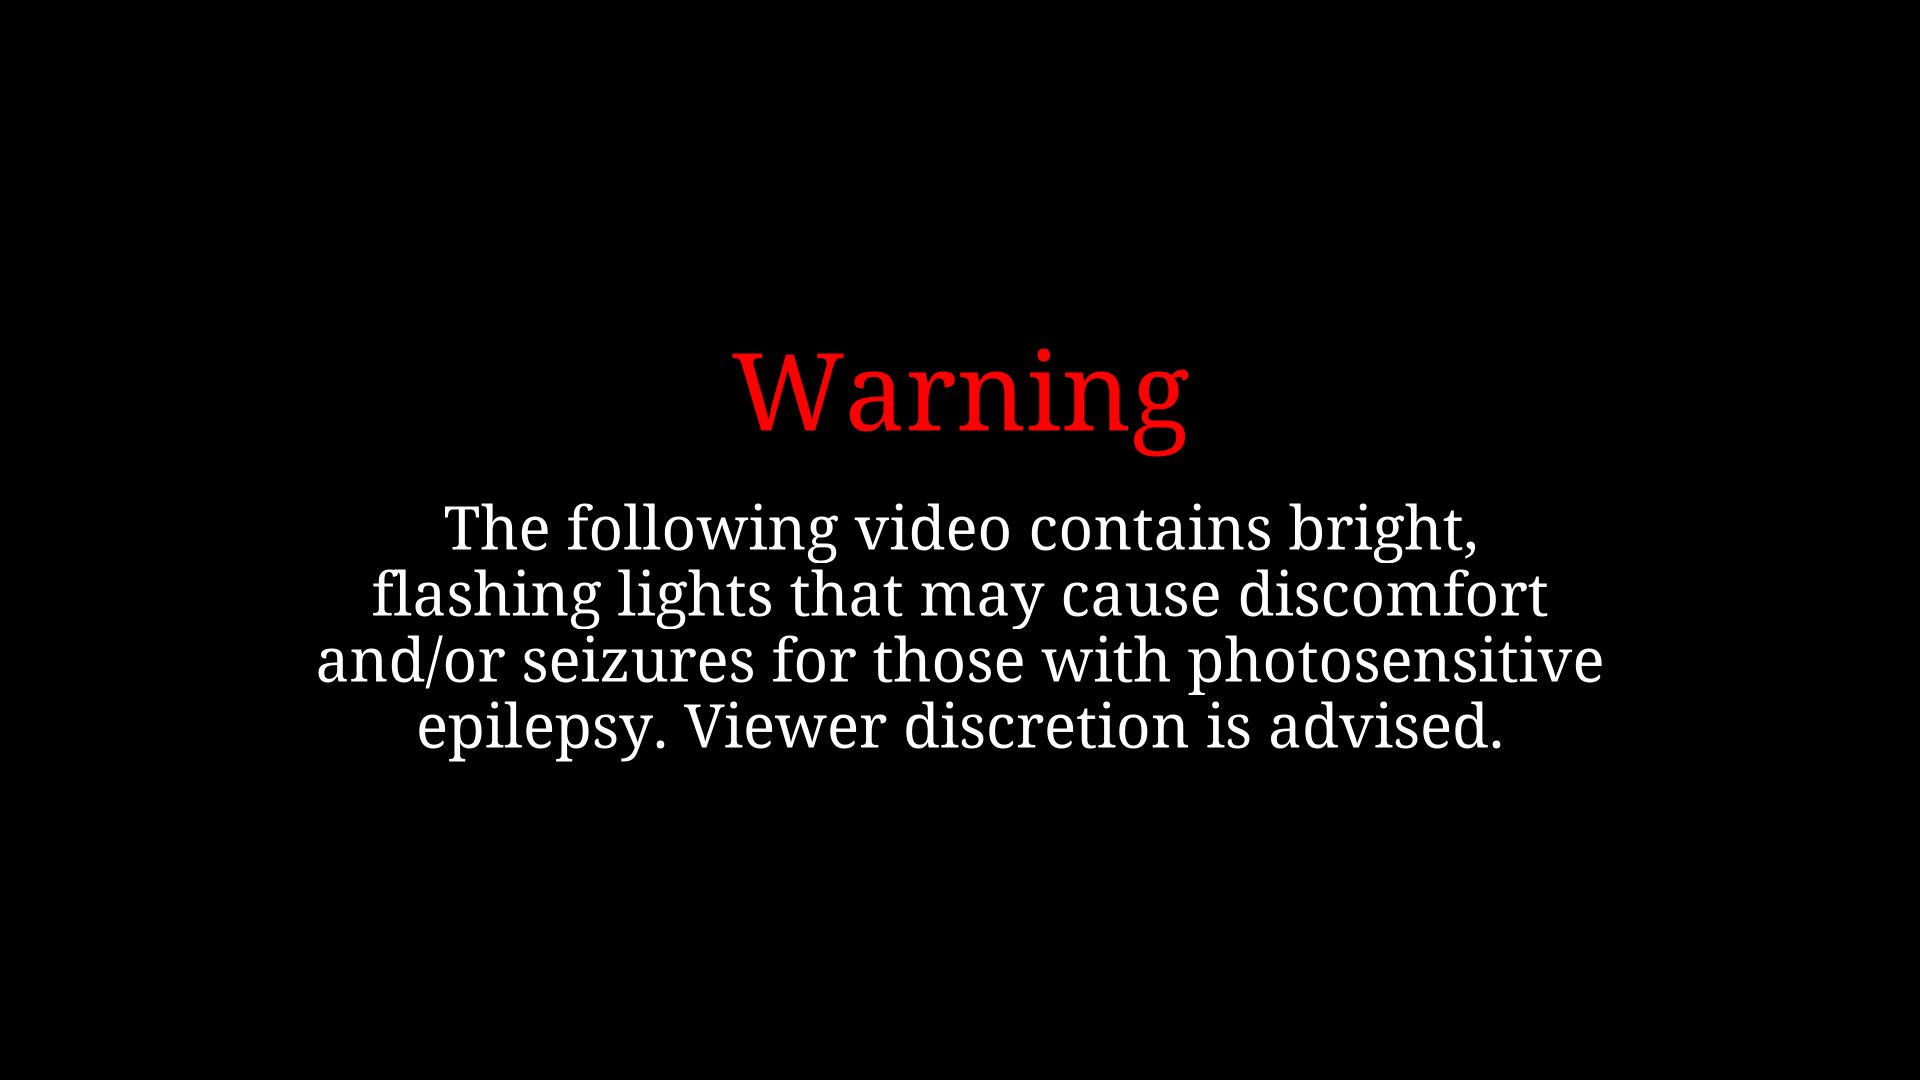 Warning
The following video contains bright,
flashing lights that may cause discomfort
and/or seizures for those with photosensitive
epilepsy. Viewer discretion is advised.